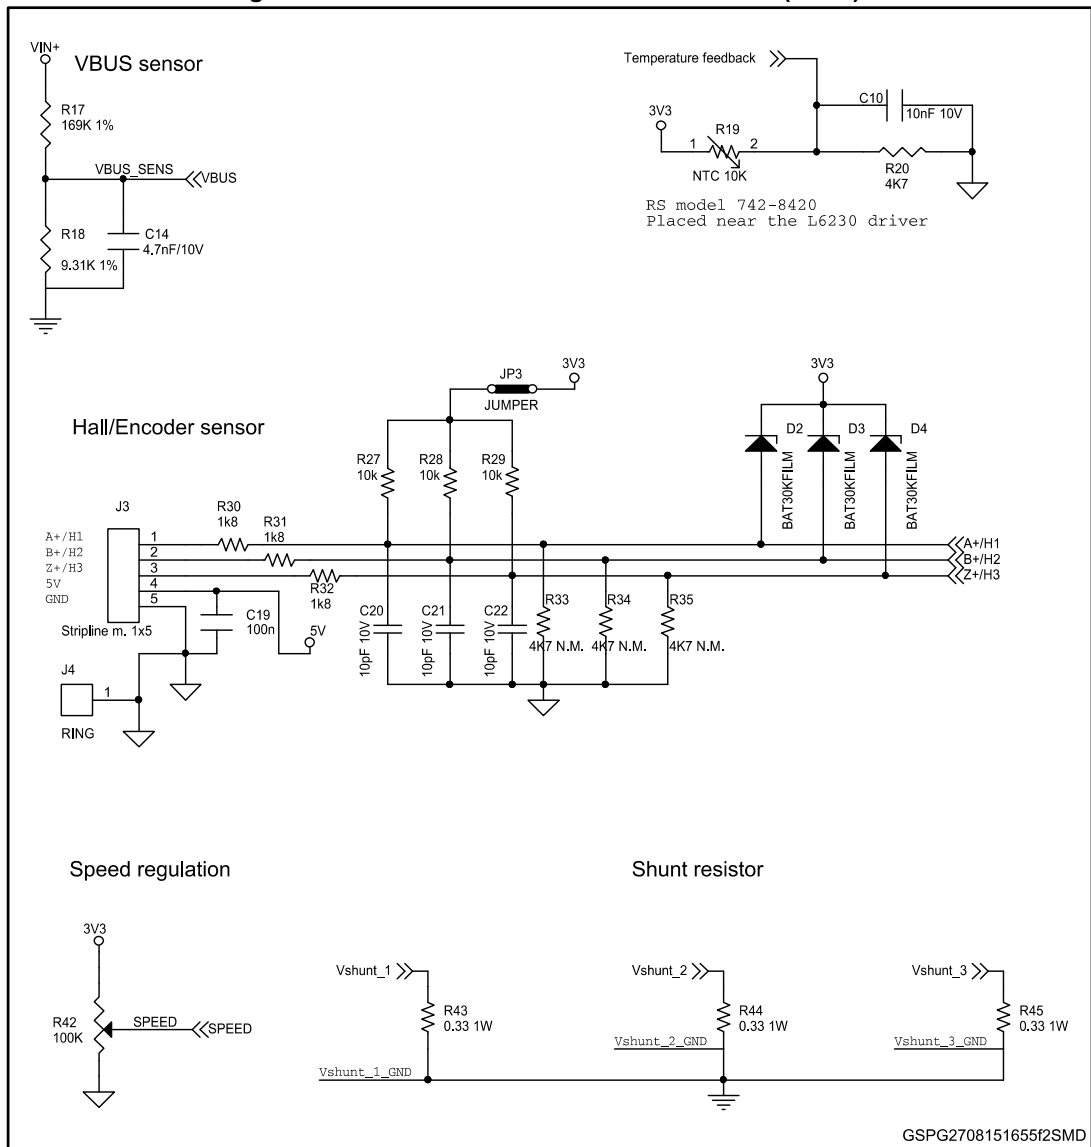 VIN+
VBUS sensor
R17
169K 1%
VBUS_SENS
VBUS
R18
9.31K 1%
C14
4.7nF/10V
Temperature feedback
C10
10nF 10V
3V3
R19
1
2
NTC 10K
R20
4K7
RS model 742-8420
Placed near the L6230 driver
Hall/Encoder sensor
JP3
JUMPER
3V3
3V3
R27
10k
R28
10k
R29
10k
D2
BAT30KFILM
D3
BAT30KFILM
D4
BAT30KFILM
J3
R30
1k8
R31
1k8
R32
1k8
A+/H1
B+/H2
Z+/H3
5V
GND
1
2
3
4
5
Stripline m. 1x5
C19
100n
5V
C20
10pF 10V
C21
10pF 10V
C22
10pF 10V
R33
4K7 N.M.
R34
4K7 N.M.
R35
4K7 N.M.
A+/H1
B+/H2
Z+/H3
J4
1
RING
Speed regulation
3V3
R42
100K
SPEED
SPEED
Shunt resistor
Vshunt_1
R43
0.33 1W
Vshunt_1_GND
Vshunt_2
R44
0.33 1W
Vshunt_2_GND
Vshunt_3
R45
0.33 1W
Vshunt_3_GND
GSPG2708151655f2SMD